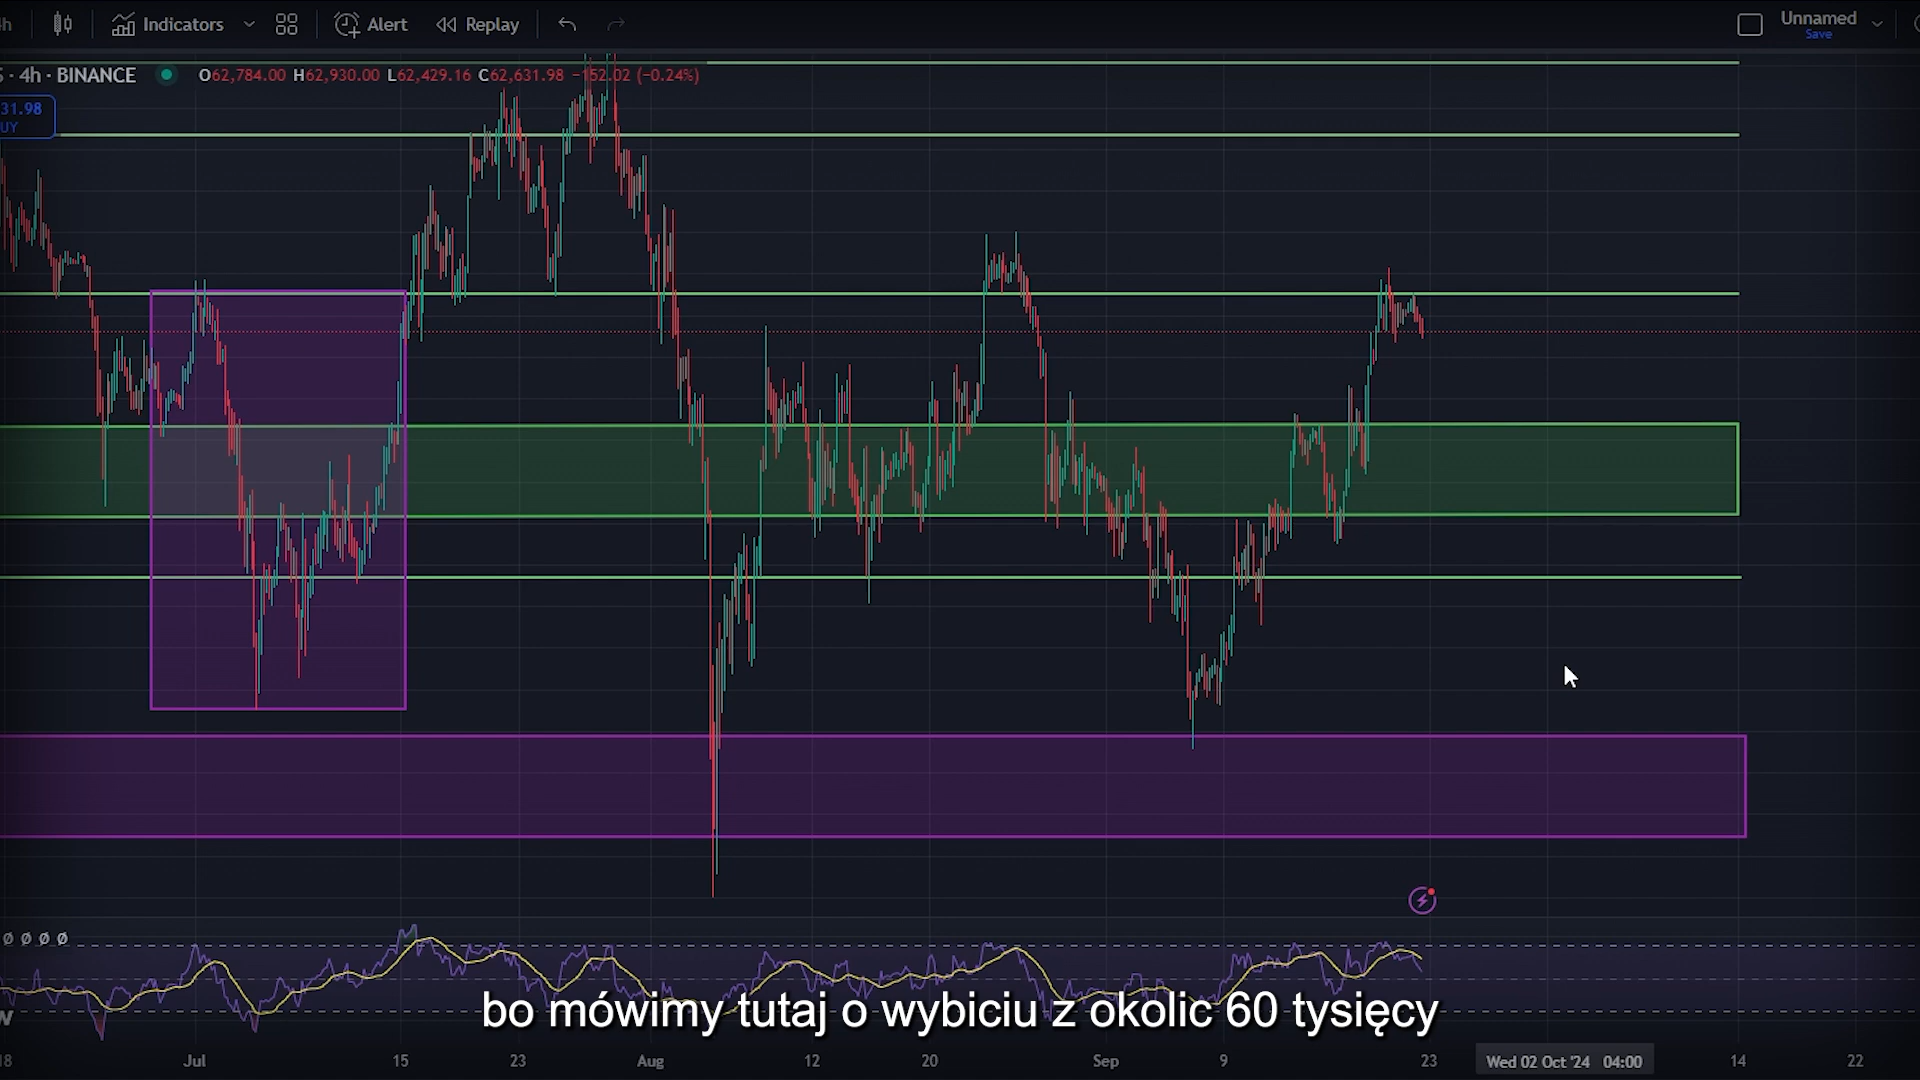 h Indicators Alert Replay Unnamed
Save
S · 4h · BINANCE O62,784.00 H62,930.00 L62,429.16 C62,631.98 −152.02 (−0.24%)
31.98
UY
Ø Ø Ø Ø
bo mówimy tutaj o wybiciu z okolic 60 tysięcy
18 Jul 15 23 Aug 12 20 Sep 9 23 Wed 02 Oct '24 04:00 14 22